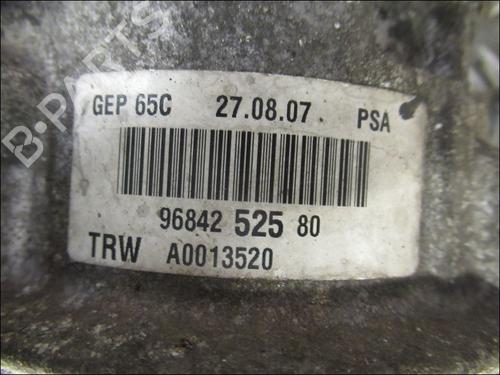 GEP 65C 27.08.07 PSA
96842 525 80
TRW A0013520
B-PARTS